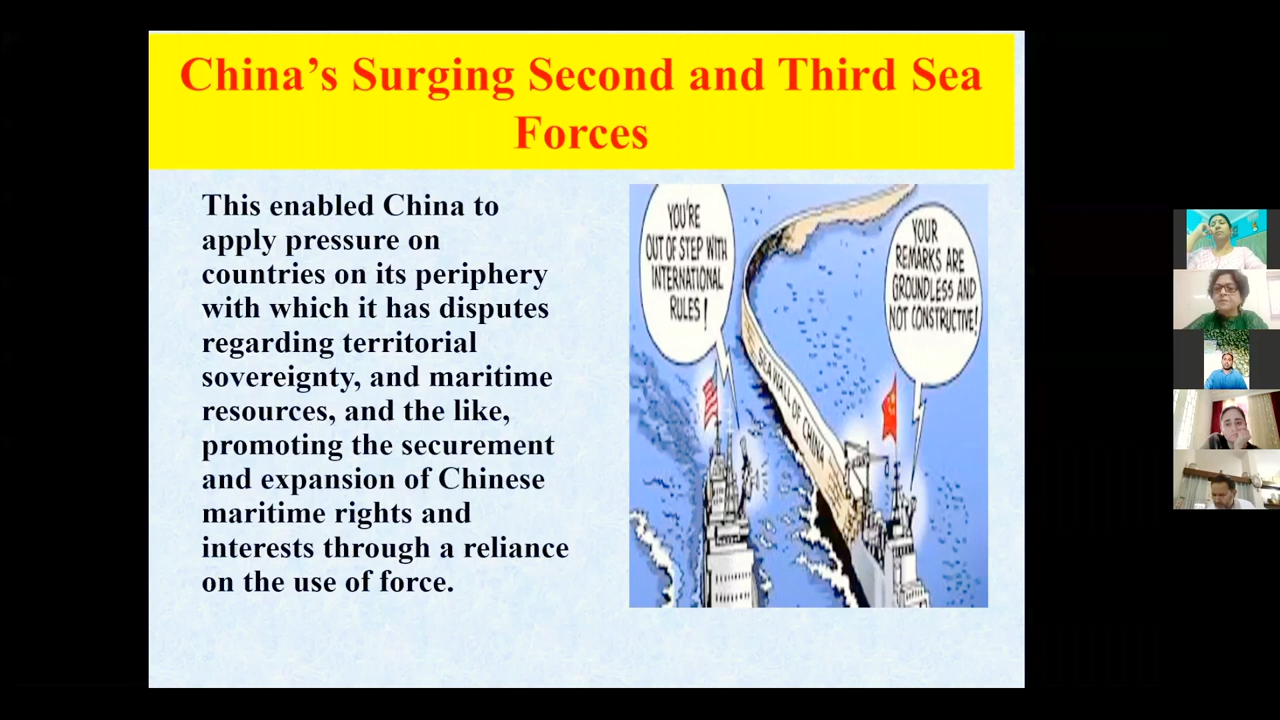 China's Surging Second and Third Sea
Forces
This enabled China to
apply pressure on
countries on its periphery
with which it has disputes
regarding territorial
sovereignty, and maritime
resources, and the like,
promoting the securement
and expansion of Chinese
maritime rights and
interests through a reliance
on the use of force.
YOU'RE
OUT OF STEP WITH
INTERNATIONAL
RULES!
YOUR
REMARKS ARE
GROUNDLESS AND
NOT CONSTRUCTIVE!
SEA WALL OF CHINA